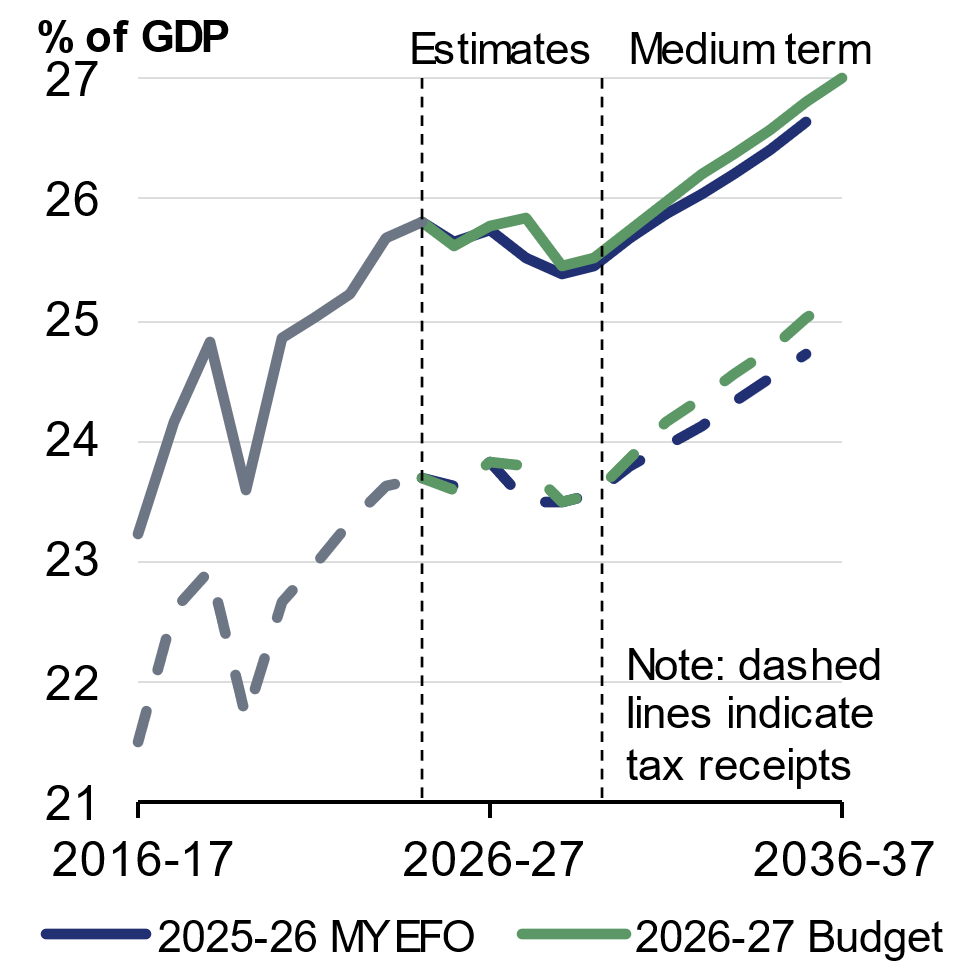 % of GDP
Estimates
Medium term
27
26
25
24
23
22
21
Note: dashed
lines indicate
tax receipts
2016-17
2026-27
2036-37
2025-26 MYEFO
2026-27 Budget